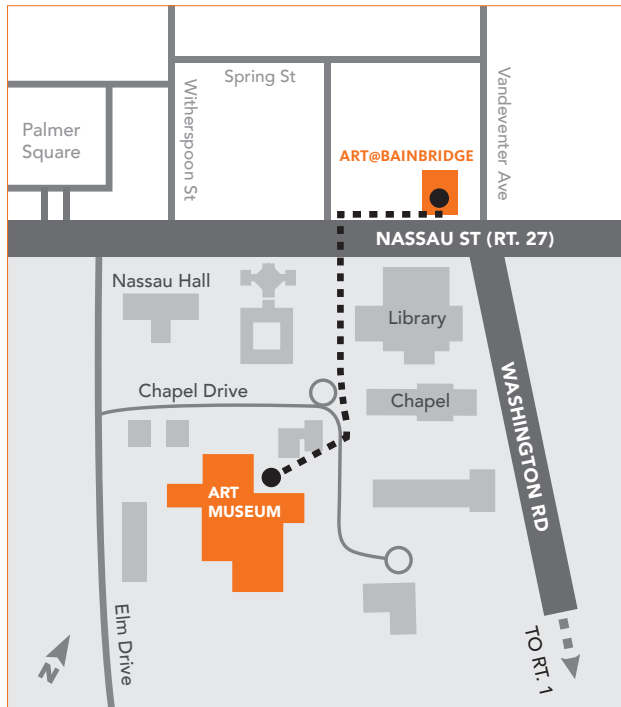 Spring St
Witherspoon St
Vandeventer Ave
Palmer
Square
ART@BAINBRIDGE
NASSAU ST (RT. 27)
Nassau Hall
Library
Chapel Drive
Chapel
WASHINGTON RD
ART
MUSEUM
Elm Drive
TO RT. 1
N